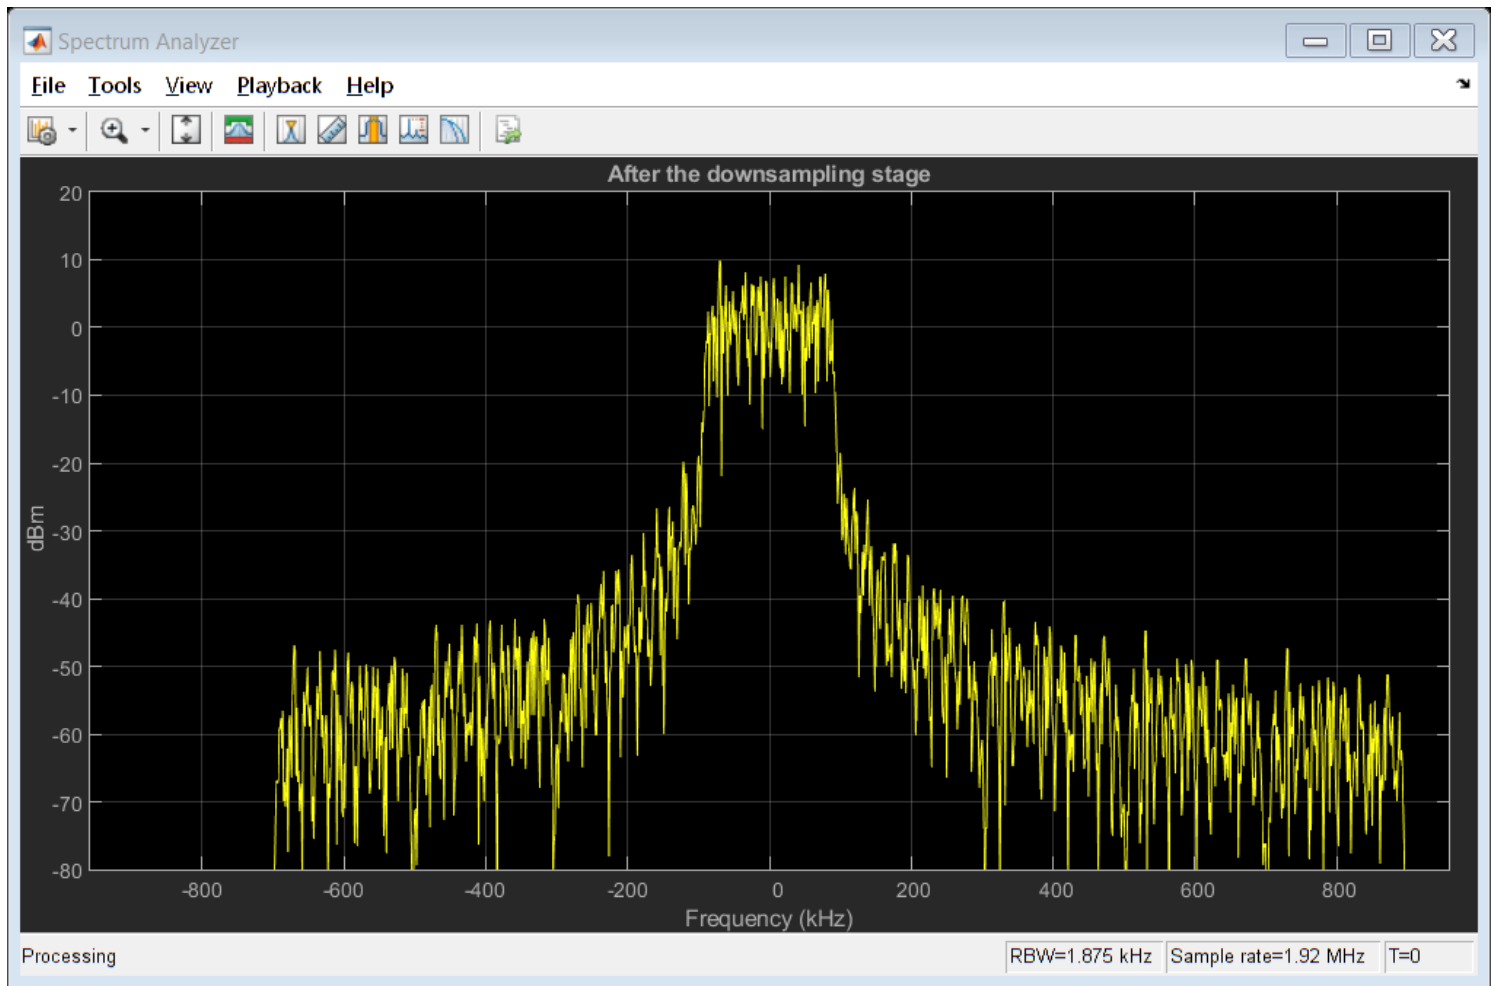 Spectrum Analyzer
File Tools View Playback Help
After the downsampling stage
20
10
0
-10
-20
-30
-40
-50
-60
-70
-80
dBm
-800 -600 -400 -200 0 200 400 600 800
Frequency (kHz)
Processing RBW=1.875 kHz Sample rate=1.92 MHz T=0